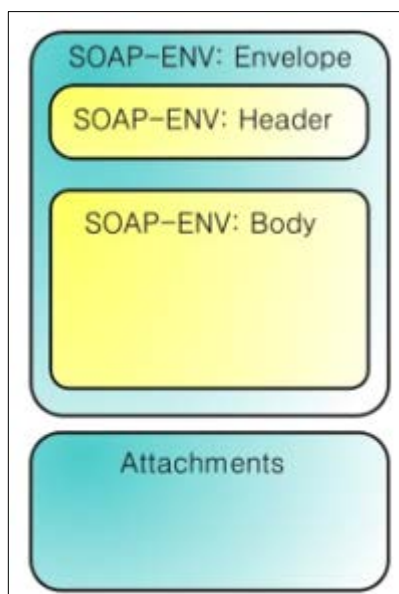 SOAP-ENV: Envelope
SOAP-ENV: Header
SOAP-ENV: Body
Attachments